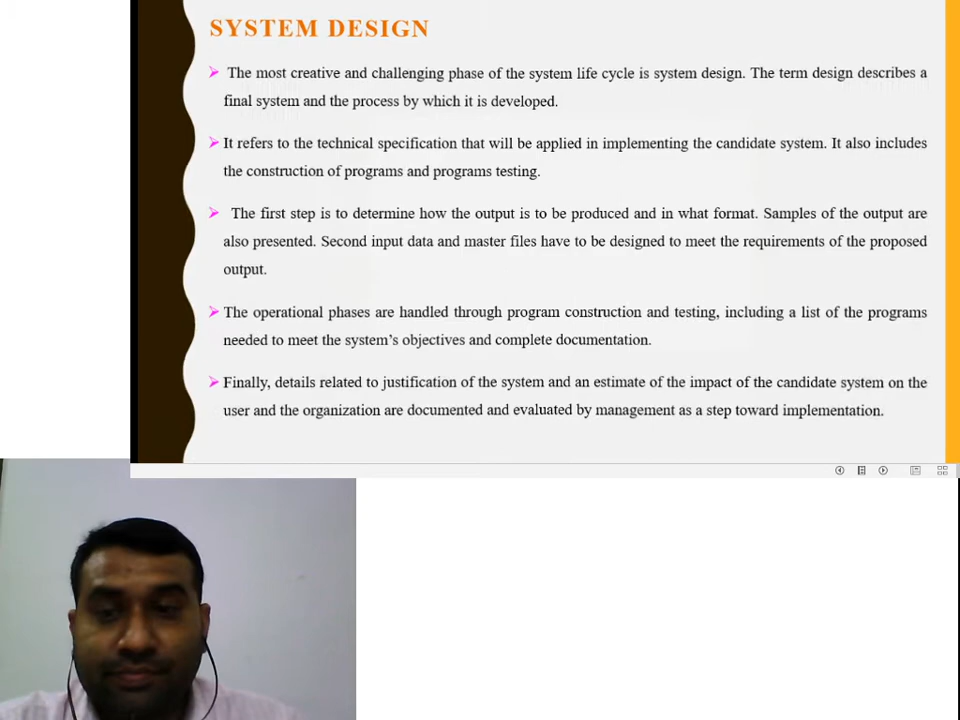 SYSTEM DESIGN
The most creative and challenging phase of the system life cycle is system design. The term design describes a
final system and the process by which it is developed.
It refers to the technical specification that will be applied in implementing the candidate system. It also includes
the construction of programs and programs testing.
The first step is to determine how the output is to be produced and in what format. Samples of the output are
also presented. Second input data and master files have to be designed to meet the requirements of the proposed
output.
The operational phases are handled through program construction and testing, including a list of the programs
needed to meet the system’s objectives and complete documentation.
Finally, details related to justification of the system and an estimate of the impact of the candidate system on the
user and the organization are documented and evaluated by management as a step toward implementation.